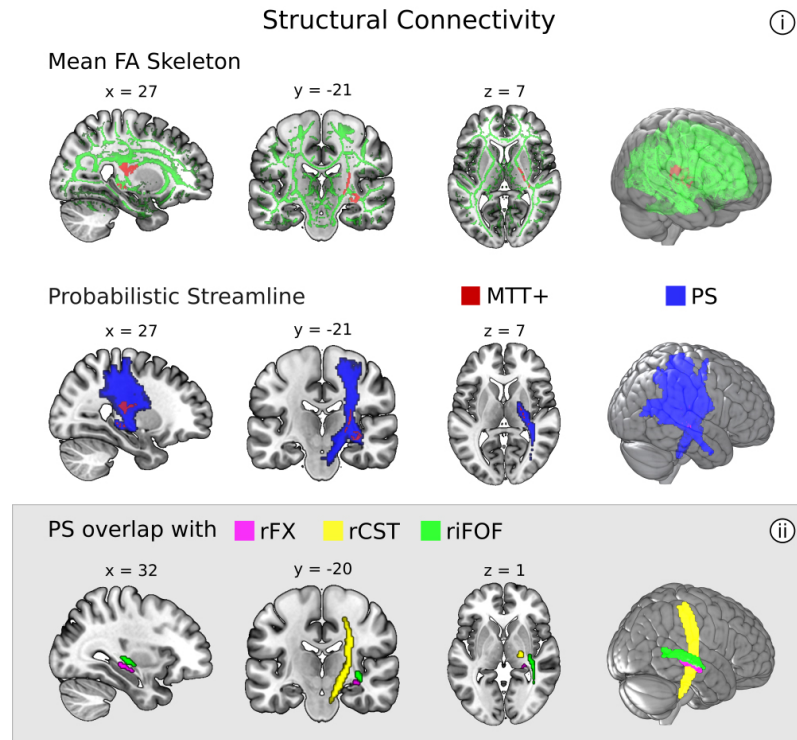 Structural Connectivity
i
Mean FA Skeleton
x = 27 y = -21 z = 7
Probabilistic Streamline MTT+ PS
x = 27 y = -21 z = 7
PS overlap with rFX rCST riFOF ii
x = 32 y = -20 z = 1